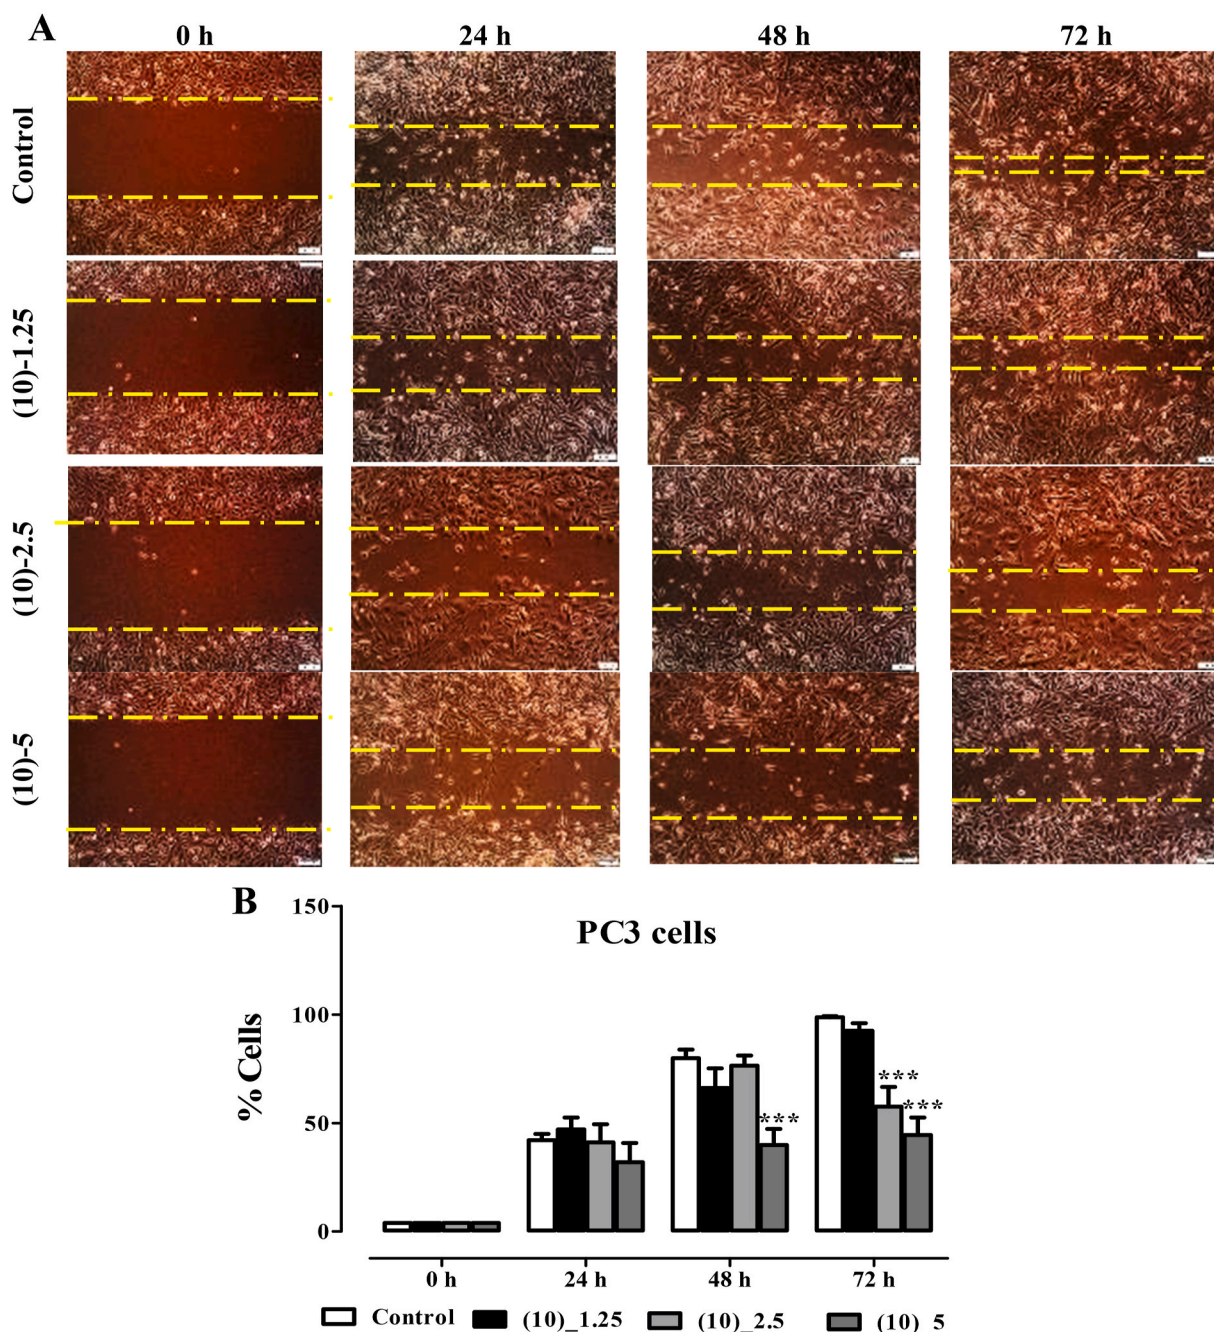 A
0 h 24 h 48 h 72 h
Control
(10)-1.25
(10)-2.5
(10)-5
B
PC3 cells
% Cells
150
100
50
0
***
***
***
0 h 24 h 48 h 72 h
Control (10)_1.25 (10)_2.5 (10) 5